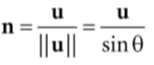 n = u / ||u|| = u / sin θ